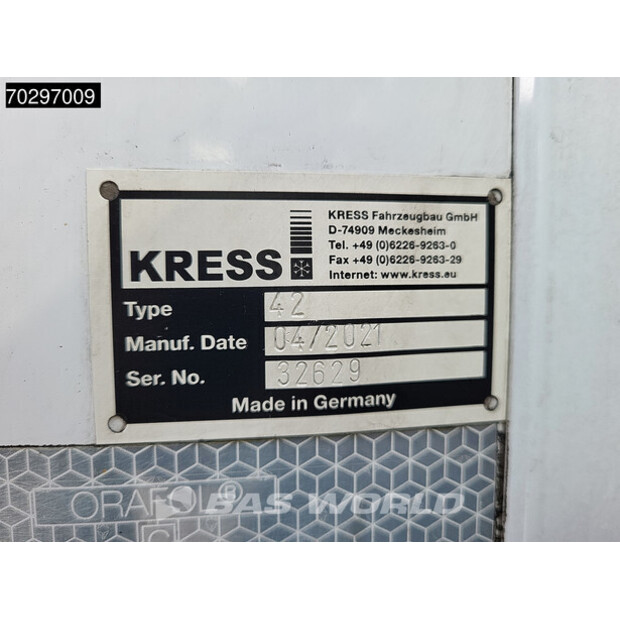 70297009
KRESS
KRESS Fahrzeugbau GmbH
D-74909 Meckesheim
Tel. +49 (0)6226-9263-0
Fax +49 (0)6226-9263-29
Internet: www.kress.eu
Type 42
Manuf. Date 04/2021
Ser. No. 32629
Made in Germany
ORAFOL®
BAS WORLD
C